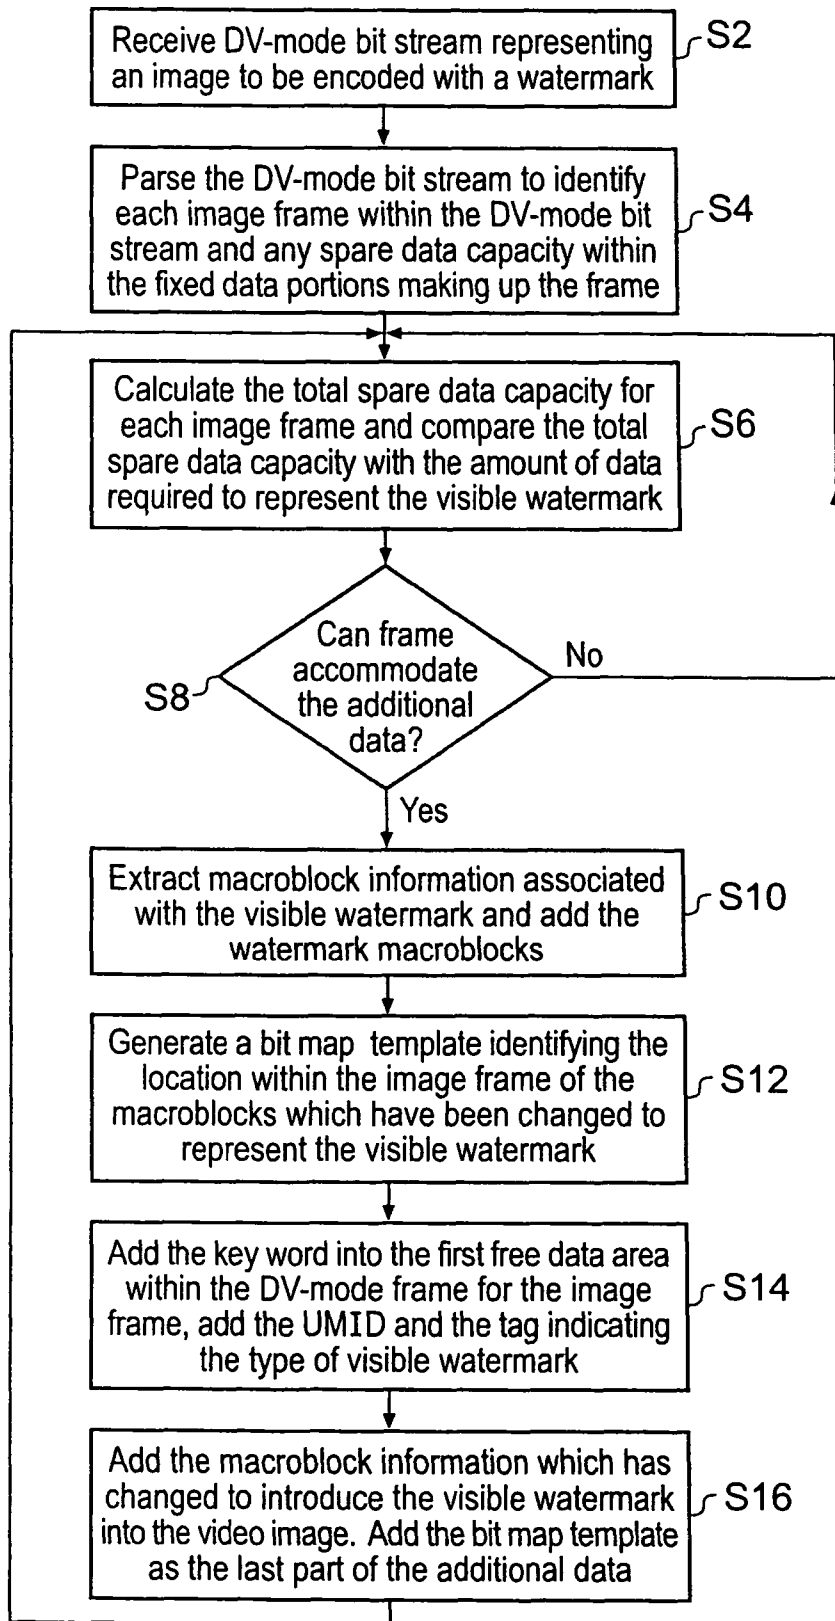 Receive DV-mode bit stream representing
an image to be encoded with a watermark
S2
Parse the DV-mode bit stream to identify
each image frame within the DV-mode bit
stream and any spare data capacity within
the fixed data portions making up the frame
S4
Calculate the total spare data capacity for
each image frame and compare the total
spare data capacity with the amount of data
required to represent the visible watermark
S6
Can frame
accommodate
the additional
data?
S8
No
Yes
Extract macroblock information associated
with the visible watermark and add the
watermark macroblocks
S10
Generate a bit map template identifying the
location within the image frame of the
macroblocks which have been changed to
represent the visible watermark
S12
Add the key word into the first free data area
within the DV-mode frame for the image
frame, add the UMID and the tag indicating
the type of visible watermark
S14
Add the macroblock information which has
changed to introduce the visible watermark
into the video image. Add the bit map template
as the last part of the additional data
S16